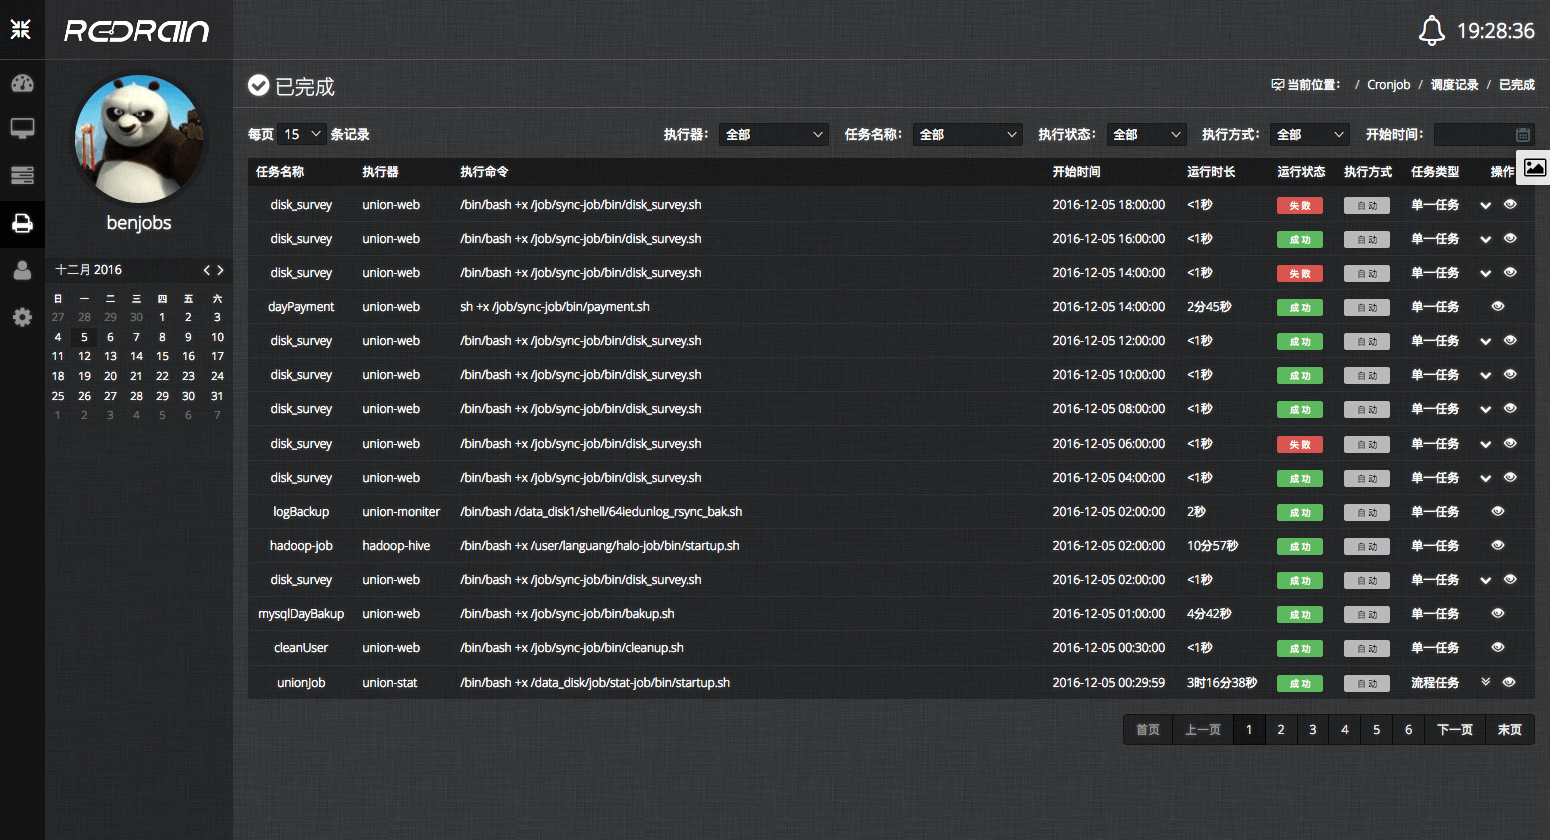 REDRAIN
19:28:36
benjobs
十二月 2016
日 一 二 三 四 五 六
27 28 29 30 1 2 3
4 5 6 7 8 9 10
11 12 13 14 15 16 17
18 19 20 21 22 23 24
25 26 27 28 29 30 31
1 2 3 4 5 6 7
已完成
当前位置： / Cronjob / 调度记录 / 已完成
每页 15 条记录 执行器： 全部 任务名称： 全部 执行状态： 全部 执行方式： 全部 开始时间：
任务名称 执行器 执行命令 开始时间 运行时长 运行状态 执行方式 任务类型 操作
disk_survey union-web /bin/bash +x /job/sync-job/bin/disk_survey.sh 2016-12-05 18:00:00 <1秒 失败 自动 单一任务
disk_survey union-web /bin/bash +x /job/sync-job/bin/disk_survey.sh 2016-12-05 16:00:00 <1秒 成功 自动 单一任务
disk_survey union-web /bin/bash +x /job/sync-job/bin/disk_survey.sh 2016-12-05 14:00:00 <1秒 失败 自动 单一任务
dayPayment union-web sh +x /job/sync-job/bin/payment.sh 2016-12-05 14:00:00 2分45秒 成功 自动 单一任务
disk_survey union-web /bin/bash +x /job/sync-job/bin/disk_survey.sh 2016-12-05 12:00:00 <1秒 成功 自动 单一任务
disk_survey union-web /bin/bash +x /job/sync-job/bin/disk_survey.sh 2016-12-05 10:00:00 <1秒 成功 自动 单一任务
disk_survey union-web /bin/bash +x /job/sync-job/bin/disk_survey.sh 2016-12-05 08:00:00 <1秒 成功 自动 单一任务
disk_survey union-web /bin/bash +x /job/sync-job/bin/disk_survey.sh 2016-12-05 06:00:00 <1秒 失败 自动 单一任务
disk_survey union-web /bin/bash +x /job/sync-job/bin/disk_survey.sh 2016-12-05 04:00:00 <1秒 成功 自动 单一任务
logBackup union-moniter /bin/bash /data_disk1/shell/64iedunlog_rsync_bak.sh 2016-12-05 02:00:00 2秒 成功 自动 单一任务
hadoop-job hadoop-hive /bin/bash +x /user/languang/halo-job/bin/startup.sh 2016-12-05 02:00:00 10分57秒 成功 自动 单一任务
disk_survey union-web /bin/bash +x /job/sync-job/bin/disk_survey.sh 2016-12-05 02:00:00 <1秒 成功 自动 单一任务
mysqlDayBakup union-web /bin/bash +x /job/sync-job/bin/bakup.sh 2016-12-05 01:00:00 4分42秒 成功 自动 单一任务
cleanUser union-web /bin/bash +x /job/sync-job/bin/cleanup.sh 2016-12-05 00:30:00 <1秒 成功 自动 单一任务
unionJob union-stat /bin/bash +x /data_disk/job/stat-job/bin/startup.sh 2016-12-05 00:29:59 3时16分38秒 成功 自动 流程任务
首页 上一页 1 2 3 4 5 6 下一页 末页